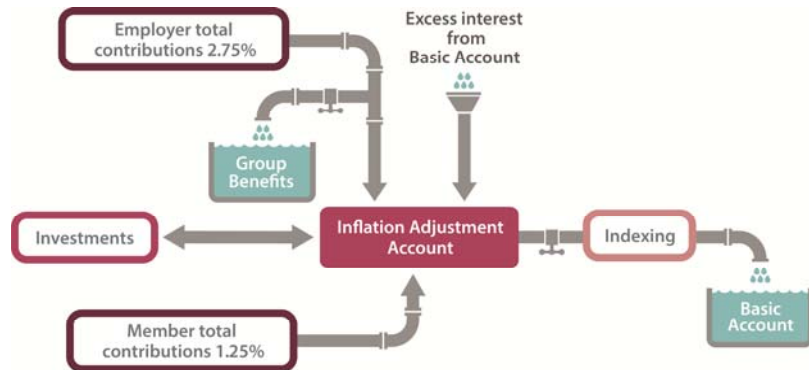 Employer total
contributions 2.75%
Excess interest
from
Basic Account
Group
Benefits
Investments
Inflation Adjustment
Account
Indexing
Basic
Account
Member total
contributions 1.25%